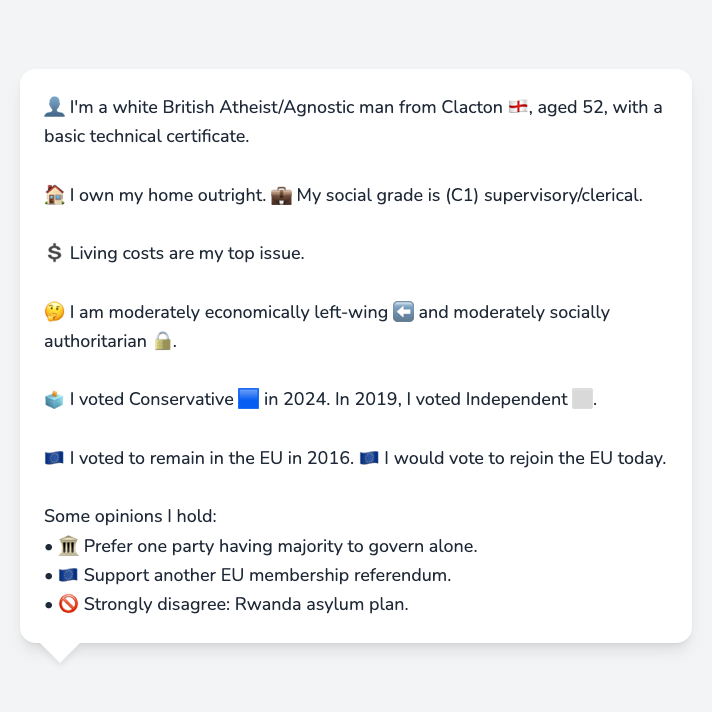 👤 I'm a white British Atheist/Agnostic man from Clacton 🏴󠁧󠁢󠁥󠁮󠁧󠁿, aged 52, with a
basic technical certificate.
🏠 I own my home outright. 💼 My social grade is (C1) supervisory/clerical.
💲 Living costs are my top issue.
🤔 I am moderately economically left-wing ⬅️ and moderately socially
authoritarian 🔒.
🗳️ I voted Conservative 🟦 in 2024. In 2019, I voted Independent ⬜.
🇪🇺 I voted to remain in the EU in 2016. 🇪🇺 I would vote to rejoin the EU today.
Some opinions I hold:
• 🏛️ Prefer one party having majority to govern alone.
• 🇪🇺 Support another EU membership referendum.
• 🚫 Strongly disagree: Rwanda asylum plan.